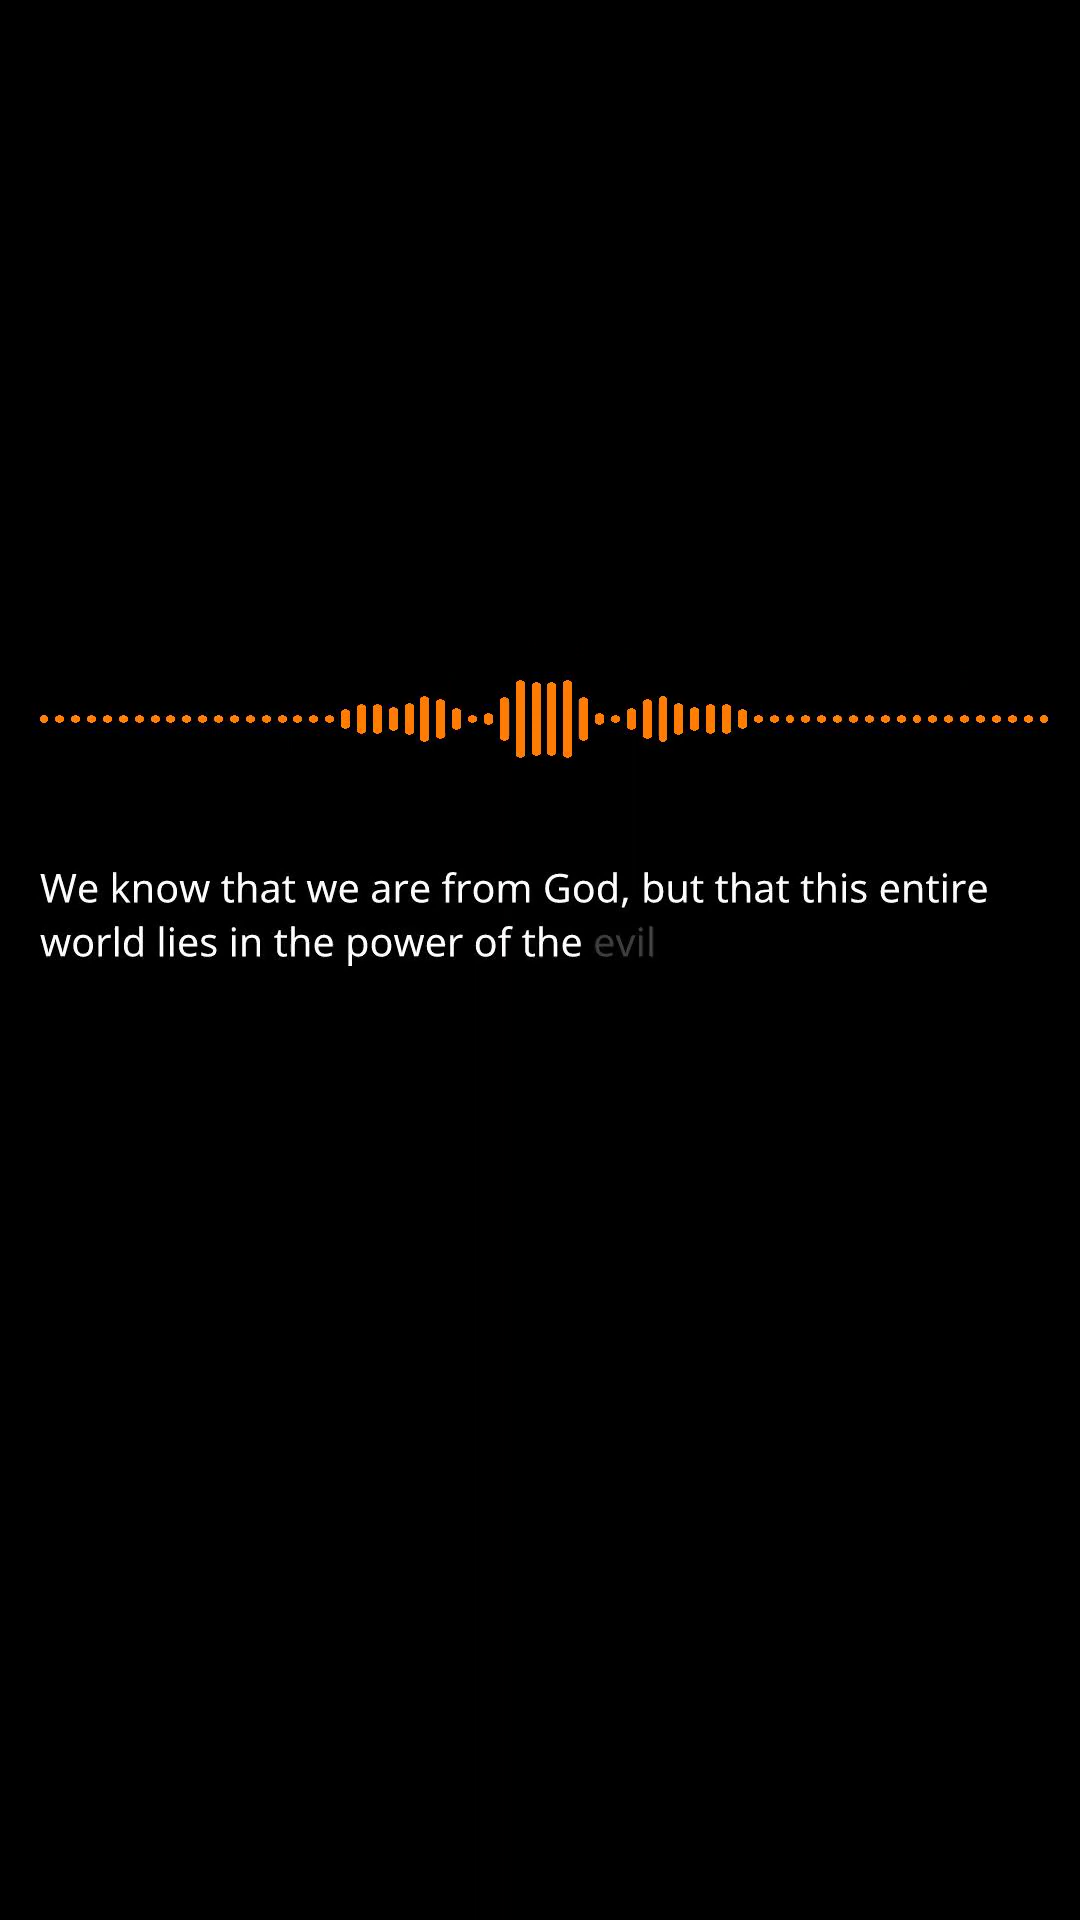 We know that we are from God, but that this entire
world lies in the power of the evil